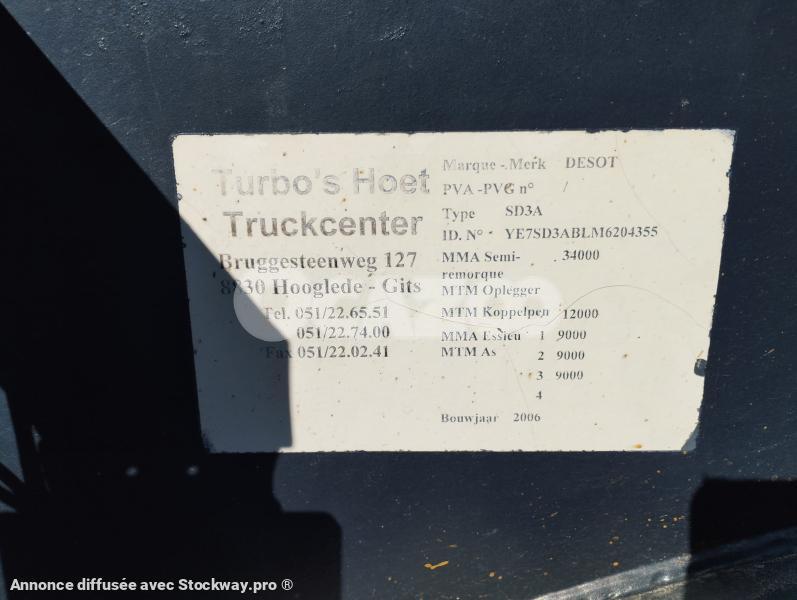 Turbo's Hoet
Truckcenter
Bruggesteenweg 127
8830 Hooglede - Gits
Tel. 051/22.65.51
051/22.74.00
Fax 051/22.02.41
Marque - Merk DESOT
PVA -PVG n° /
Type SD3A
ID. N° YE7SD3ABLM6204355
MMA Semi- 34000
remorque
MTM Oplegger
MTM Koppelpen 12000
MMA Essieu 1 9000
MTM As 2 9000
3 9000
4
Bouwjaar 2006
Annonce diffusée avec Stockway.pro ®